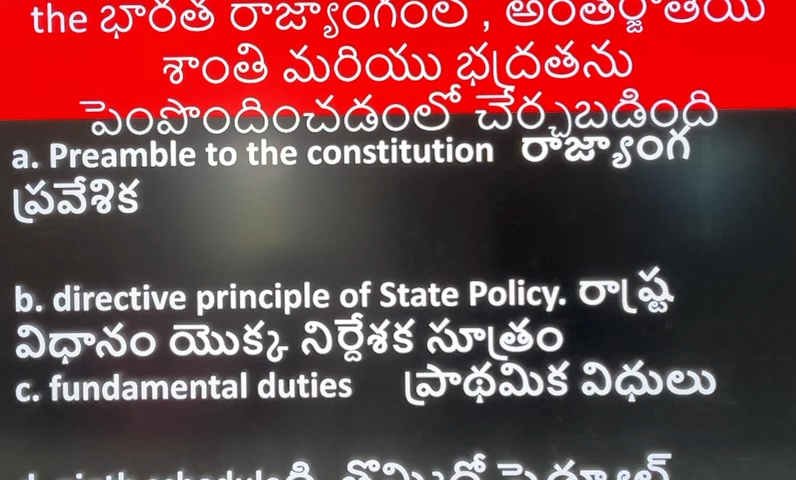 the భారత రాజ్యాంగంలో , అంతర్జాతీయ
శాంతి మరియు భద్రతను
పెంపొందించడంలో చేర్చబడింది
a. Preamble to the constitution రాజ్యాంగ
ప్రవేశిక
b. directive principle of State Policy. రాష్ట్ర
విధానం యొక్క నిర్దేశక సూత్రం
c. fundamental duties ప్రాథమిక విధులు